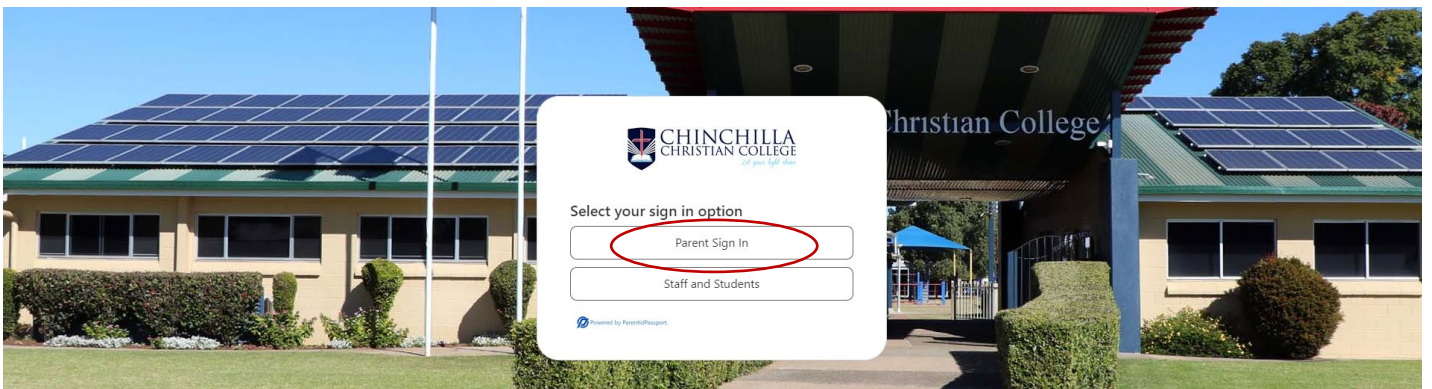 Christian College
CHINCHILLA
CHRISTIAN COLLEGE
Let your light shine
Select your sign in option
Parent Sign In
Staff and Students
Powered by ParentIdPassport